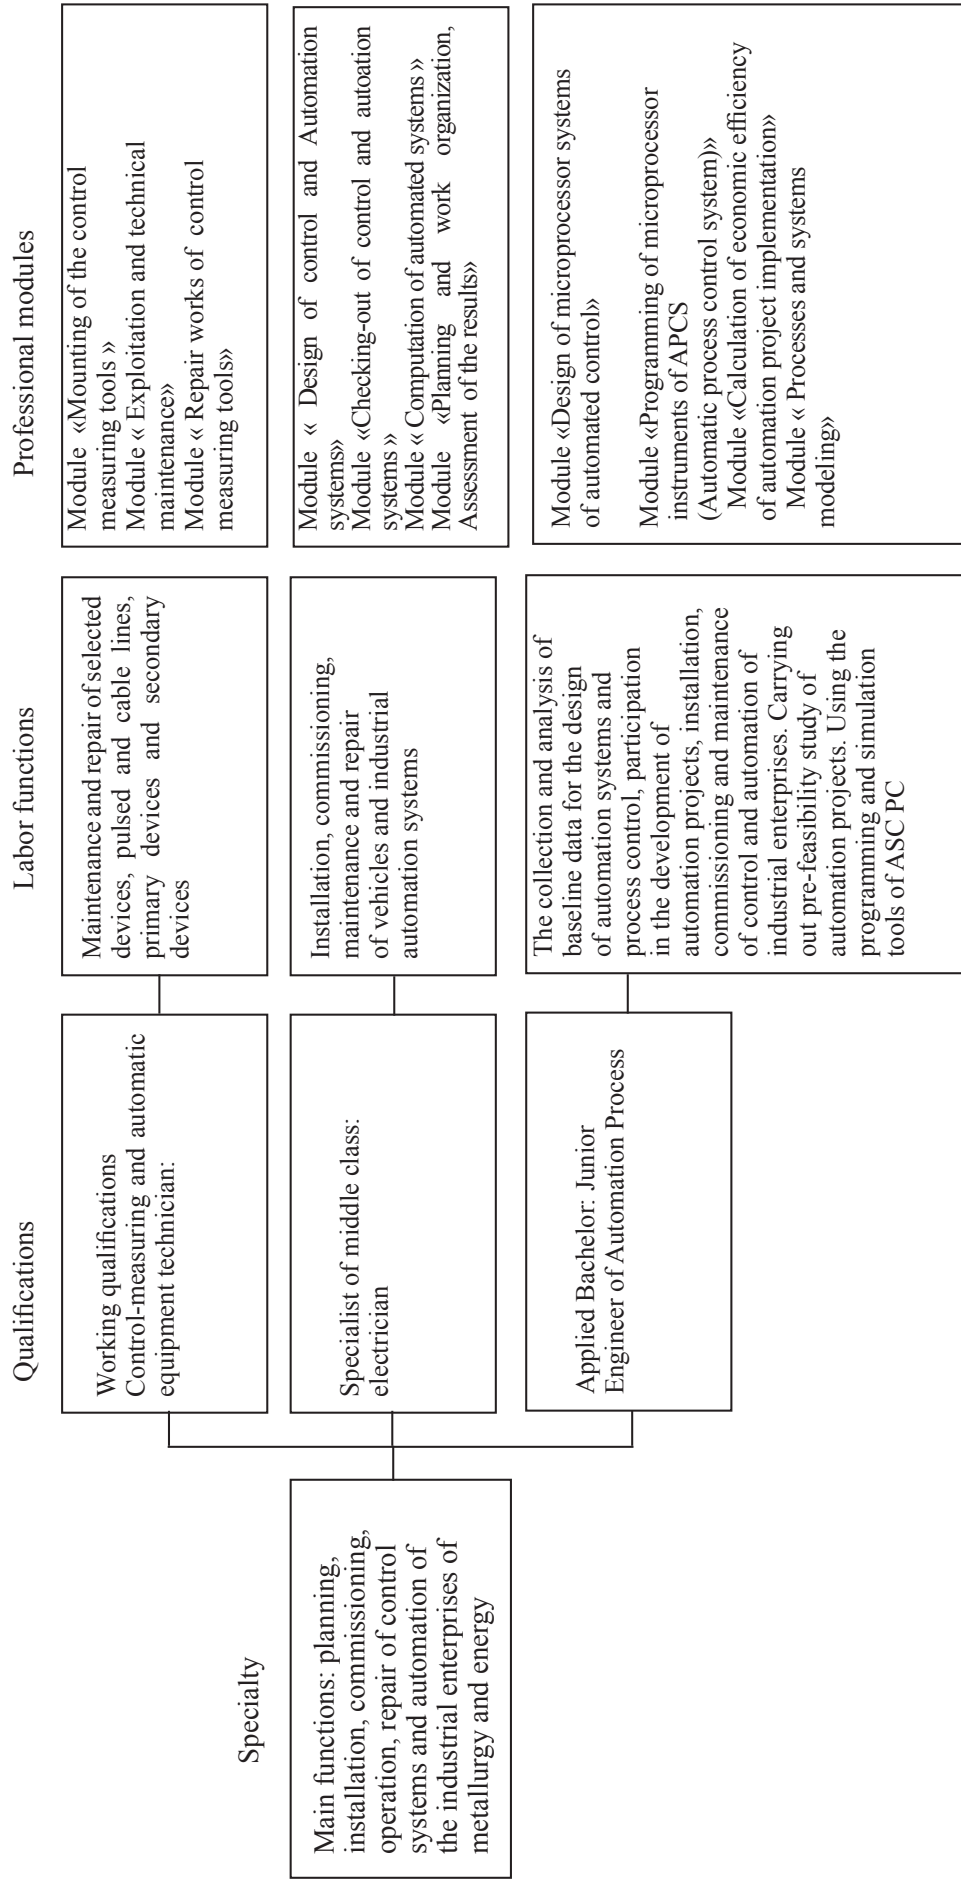 Specialty
Qualifications
Labor functions
Professional modules
Main functions: planning,
installation, commissioning,
operation, repair of control
systems and automation of
the industrial enterprises of
metallurgy and energy
Working qualifications
Control-measuring and automatic
equipment technician:
Maintenance and repair of selected
devices, pulsed and cable lines,
primary devices and secondary
devices
Module «Mounting of the control
measuring tools »
Module « Exploitation and technical
maintenance»
Module « Repair works of control
measuring tools»
Specialist of middle class:
electrician
Installation, commissioning,
maintenance and repair
of vehicles and industrial
automation systems
Module « Design of control and Automation
systems»
Module «Checking-out of control and autoation
systems »
Module « Computation of automated systems »
Module «Planning and work organization,
Assessment of the results»
Applied Bachelor: Junior
Engineer of Automation Process
The collection and analysis of
baseline data for the design
of automation systems and
process control, participation
in the development of
automation projects, installation,
commissioning and maintenance
of control and automation of
industrial enterprises. Carrying
out pre-feasibility study of
automation projects. Using the
programming and simulation
tools of ASC PC
Module «Design of microprocessor systems
of automated control»
Module «Programming of microprocessor
instruments of APCS
(Automatic process control system)»
Module «Calculation of economic efficiency
of automation project implementation»
Module « Processes and systems
modeling»